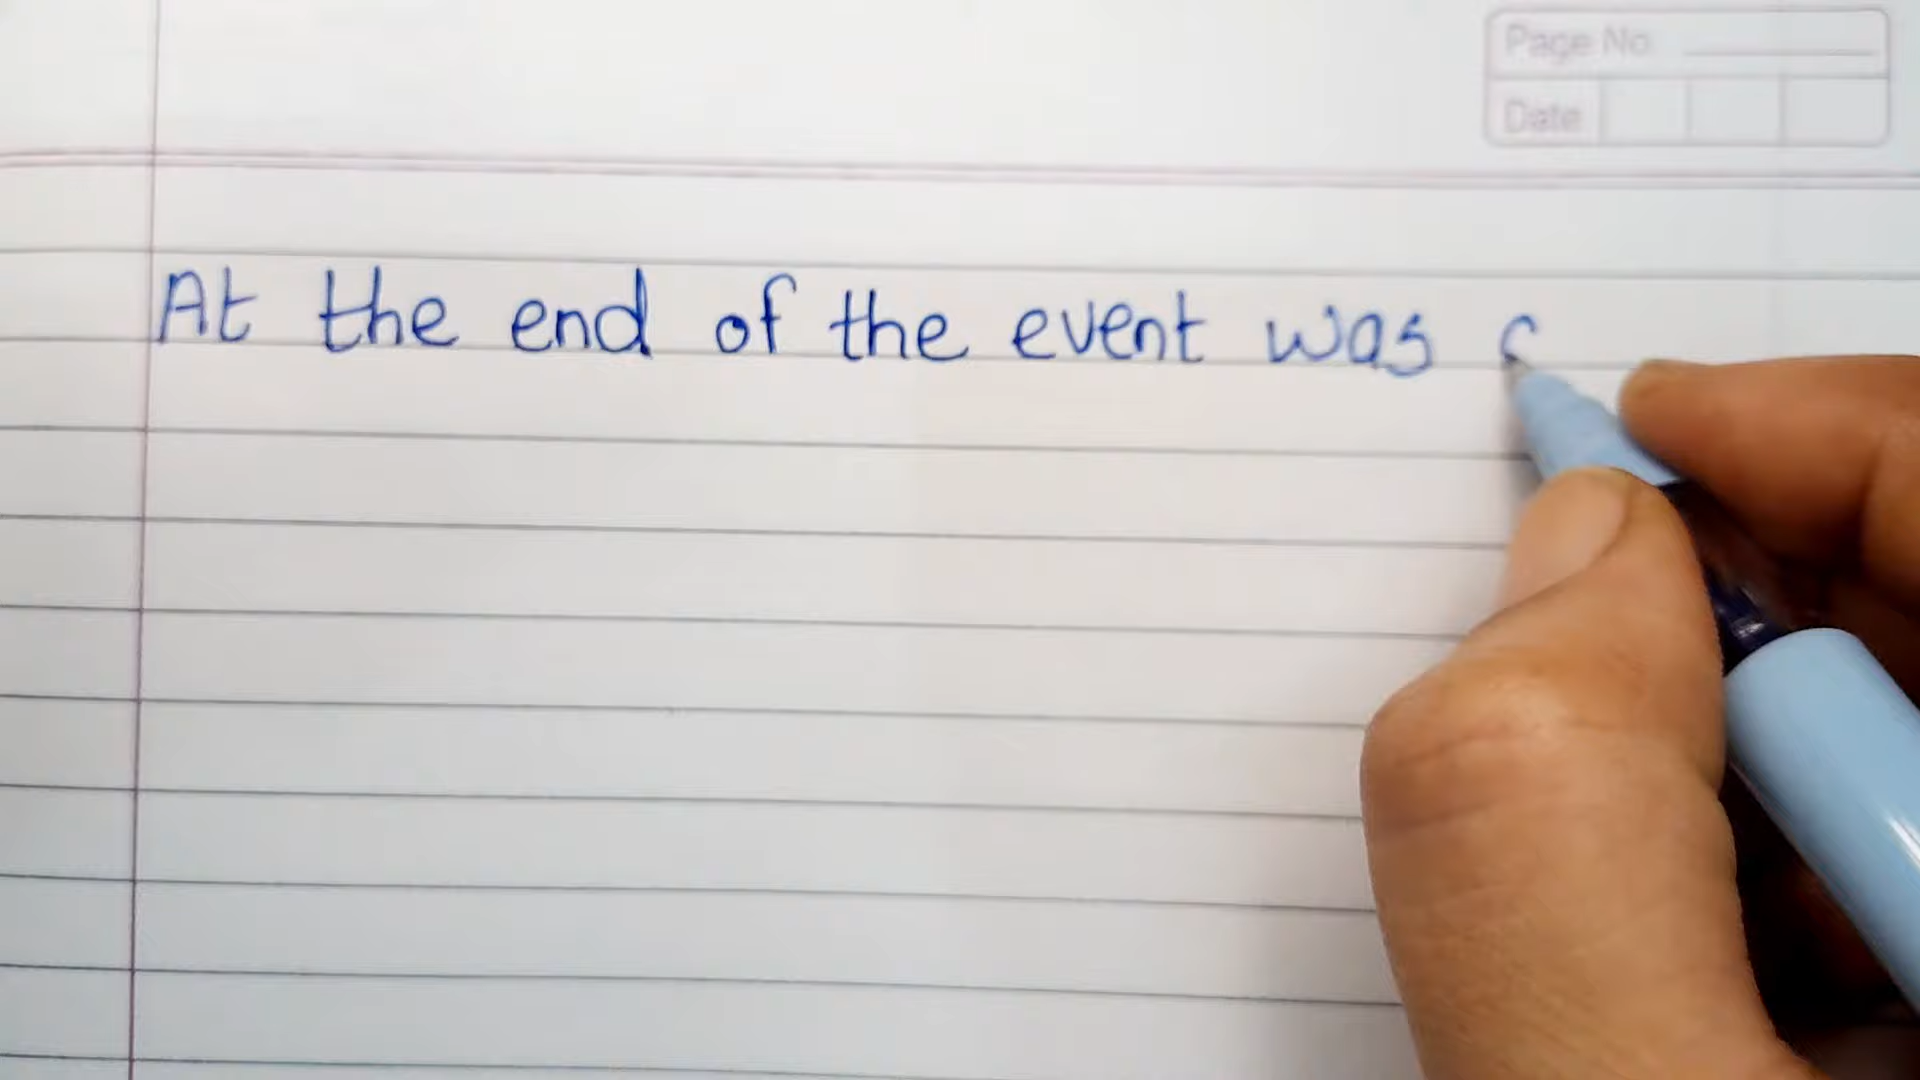 Page No
Date
At the end of the event was